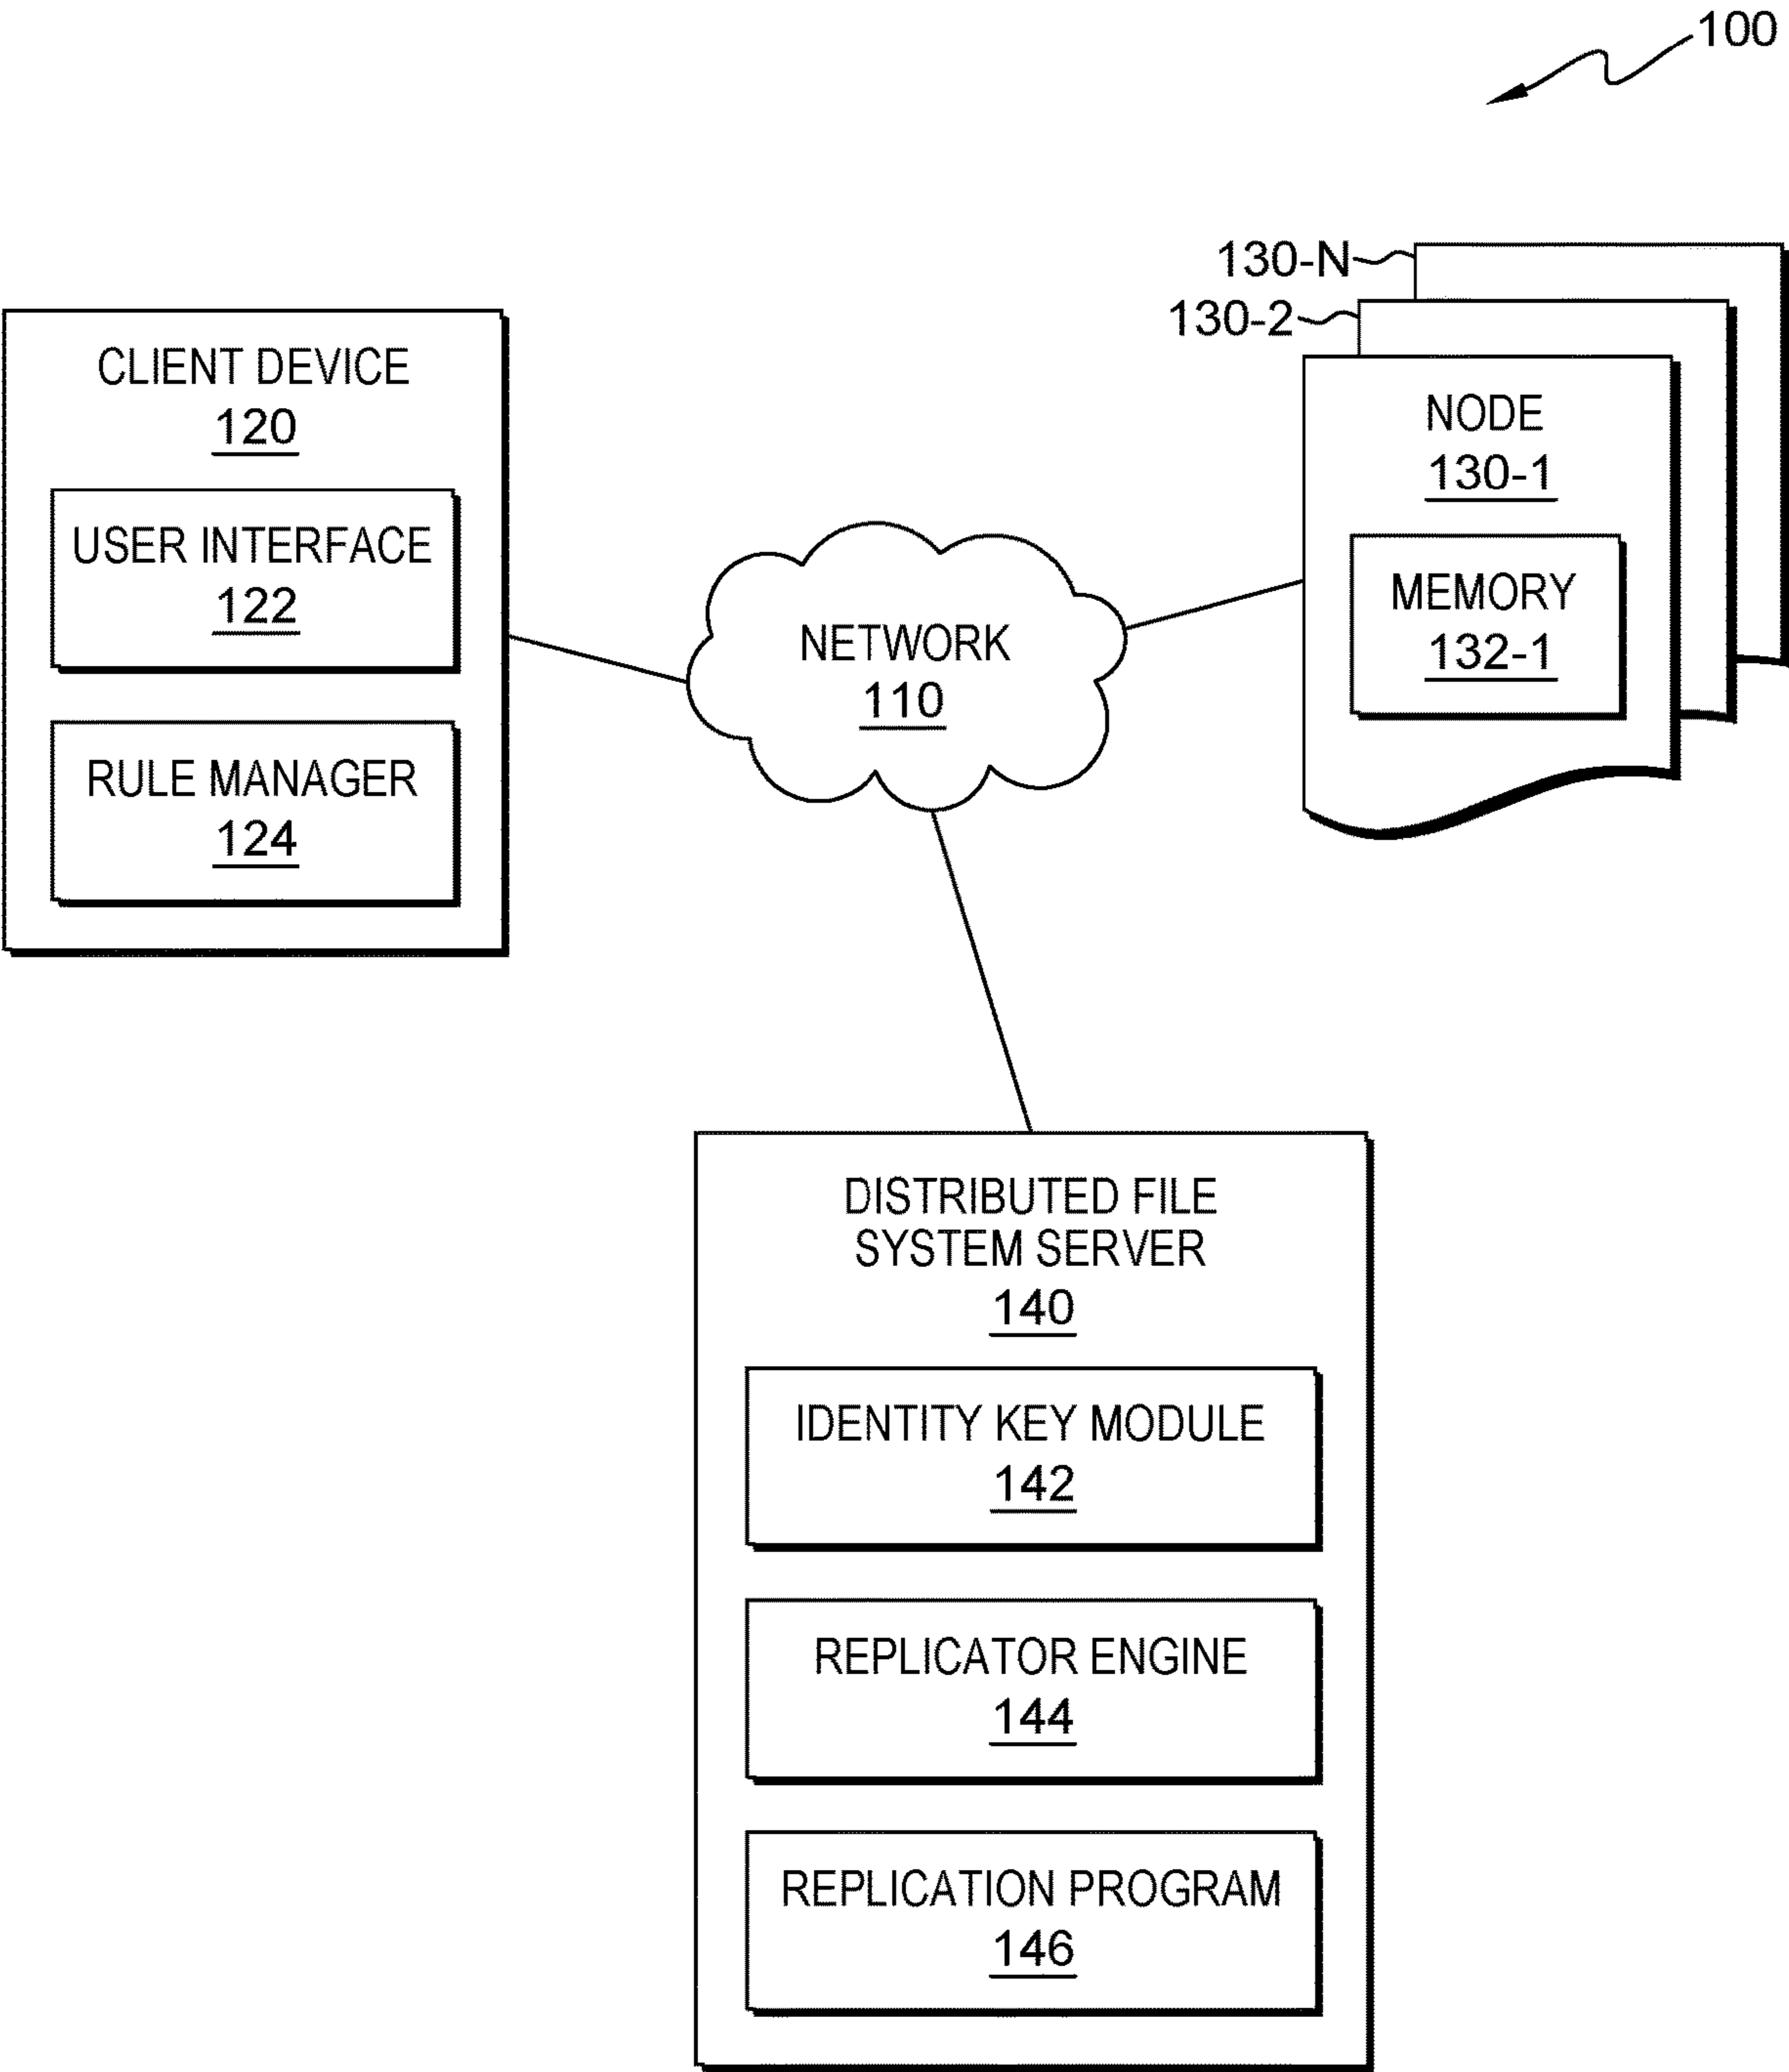 100
130-N
130-2
CLIENT DEVICE
120
USER INTERFACE
122
RULE MANAGER
124
NETWORK
110
NODE
130-1
MEMORY
132-1
DISTRIBUTED FILE
SYSTEM SERVER
140
IDENTITY KEY MODULE
142
REPLICATOR ENGINE
144
REPLICATION PROGRAM
146